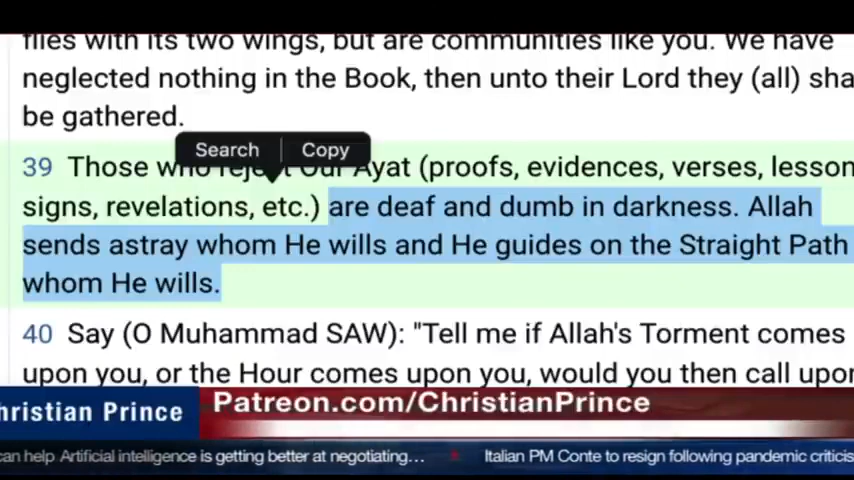 flies with its two wings, but are communities like you. We have
neglected nothing in the Book, then unto their Lord they (all) sha
be gathered.
Search Copy
39 Those who reject Our Ayat (proofs, evidences, verses, lesson
signs, revelations, etc.) are deaf and dumb in darkness. Allah
sends astray whom He wills and He guides on the Straight Path
whom He wills.
40 Say (O Muhammad SAW): "Tell me if Allah's Torment comes
upon you, or the Hour comes upon you, would you then call upon
hristian Prince
Patreon.com/ChristianPrince
can help Artificial intelligence is getting better at negotiating... Italian PM Conte to resign following pandemic criticis